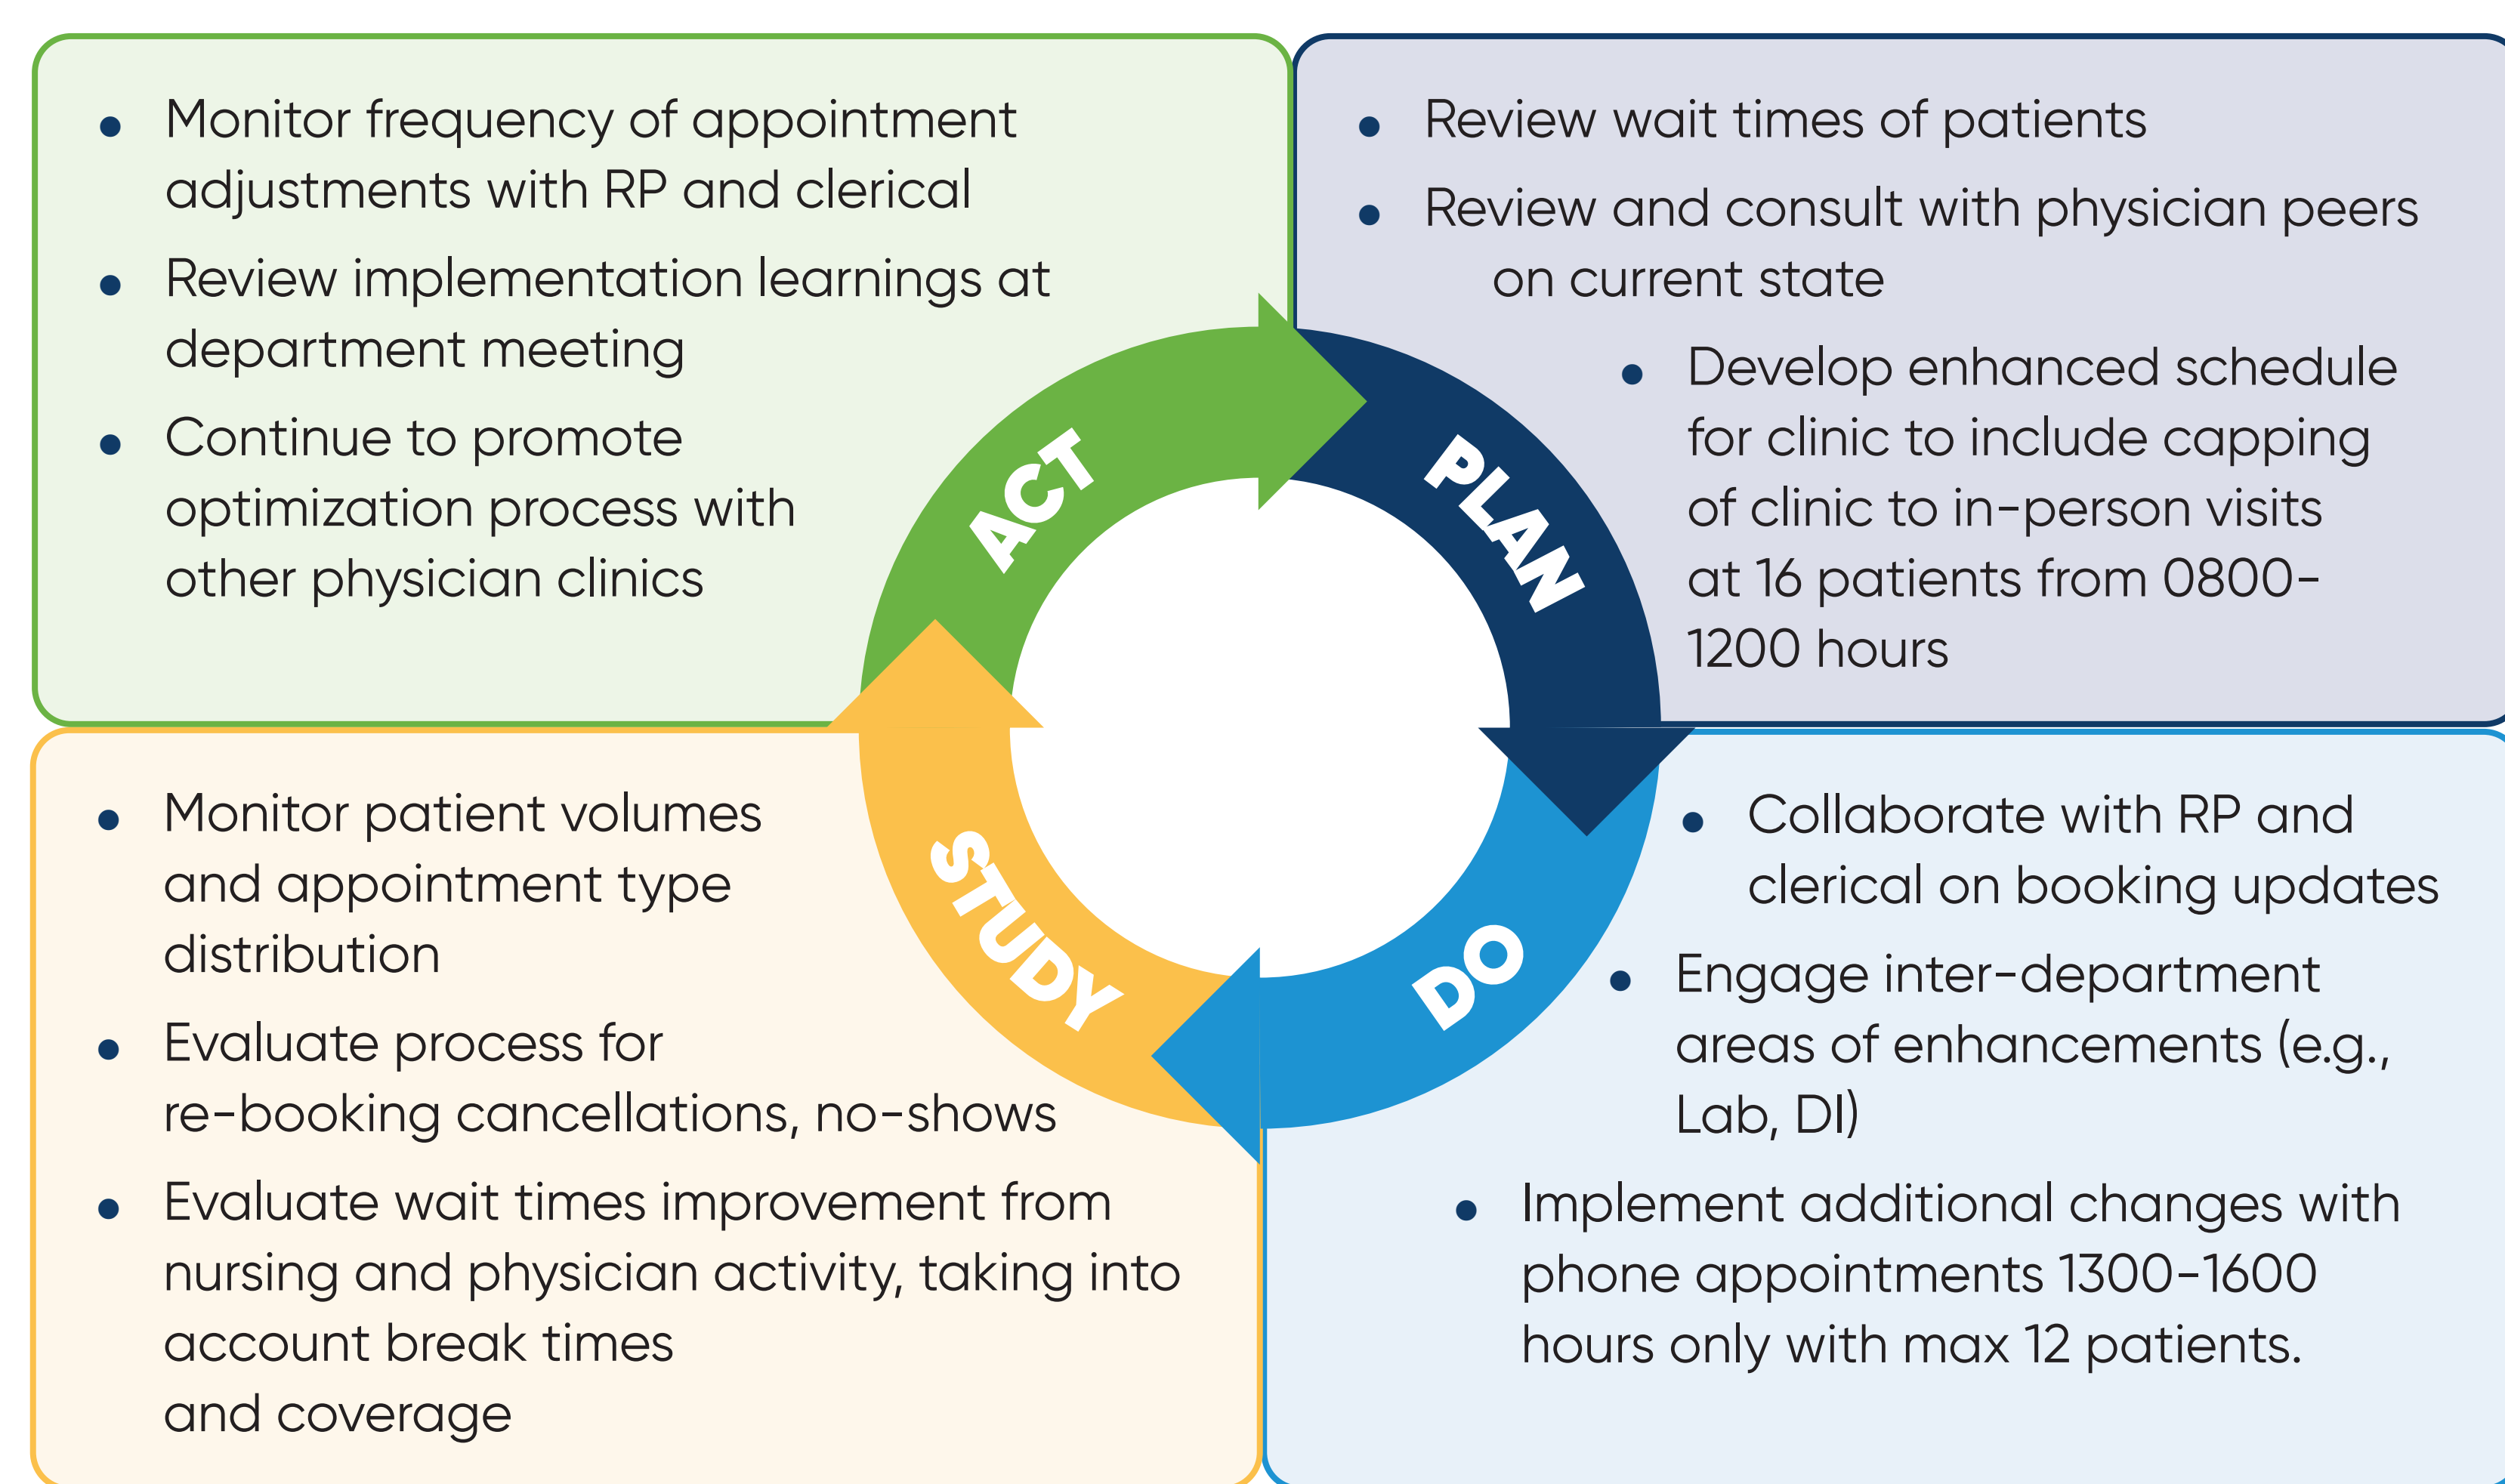 • Monitor frequency of appointment
adjustments with RP and clerical
• Review implementation learnings at
department meeting
• Continue to promote
optimization process with
other physician clinics
ACT
• Review wait times of patients
• Review and consult with physician peers
on current state
• Develop enhanced schedule
for clinic to include capping
of clinic to in-person visits
at 16 patients from 0800-
1200 hours
PLAN
• Monitor patient volumes
and appointment type
distribution
• Evaluate process for
re-booking cancellations, no-shows
• Evaluate wait times improvement from
nursing and physician activity, taking into
account break times
and coverage
STUDY
• Collaborate with RP and
clerical on booking updates
• Engage inter-department
areas of enhancements (e.g.,
Lab, DI)
• Implement additional changes with
phone appointments 1300-1600
hours only with max 12 patients.
DO